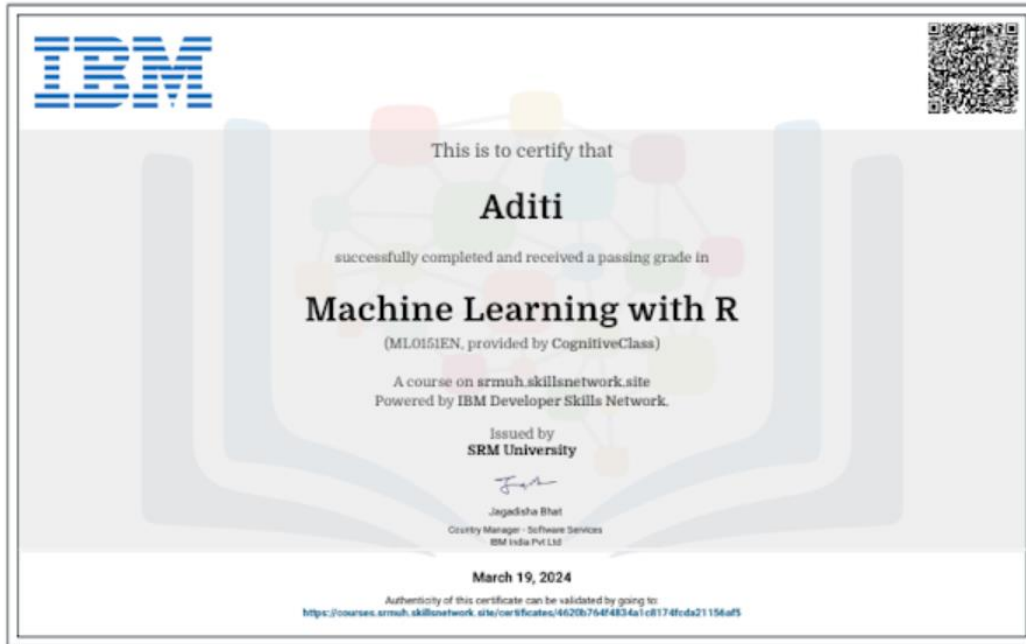 IBM
This is to certify that
Aditi
successfully completed and received a passing grade in
Machine Learning with R
(ML0151EN, provided by CognitiveClass)
A course on srmuh.skillsnetwork.site
Powered by IBM Developer Skills Network.
Issued by
SRM University
Jagadisha Bhat
Country Manager - Software Services
IBM India Pvt Ltd
March 19, 2024
Authenticity of this certificate can be validated by going to:
https://courses.srmuh.skillsnetwork.site/certificates/4620b764f4834a1c8174fcda21156af5